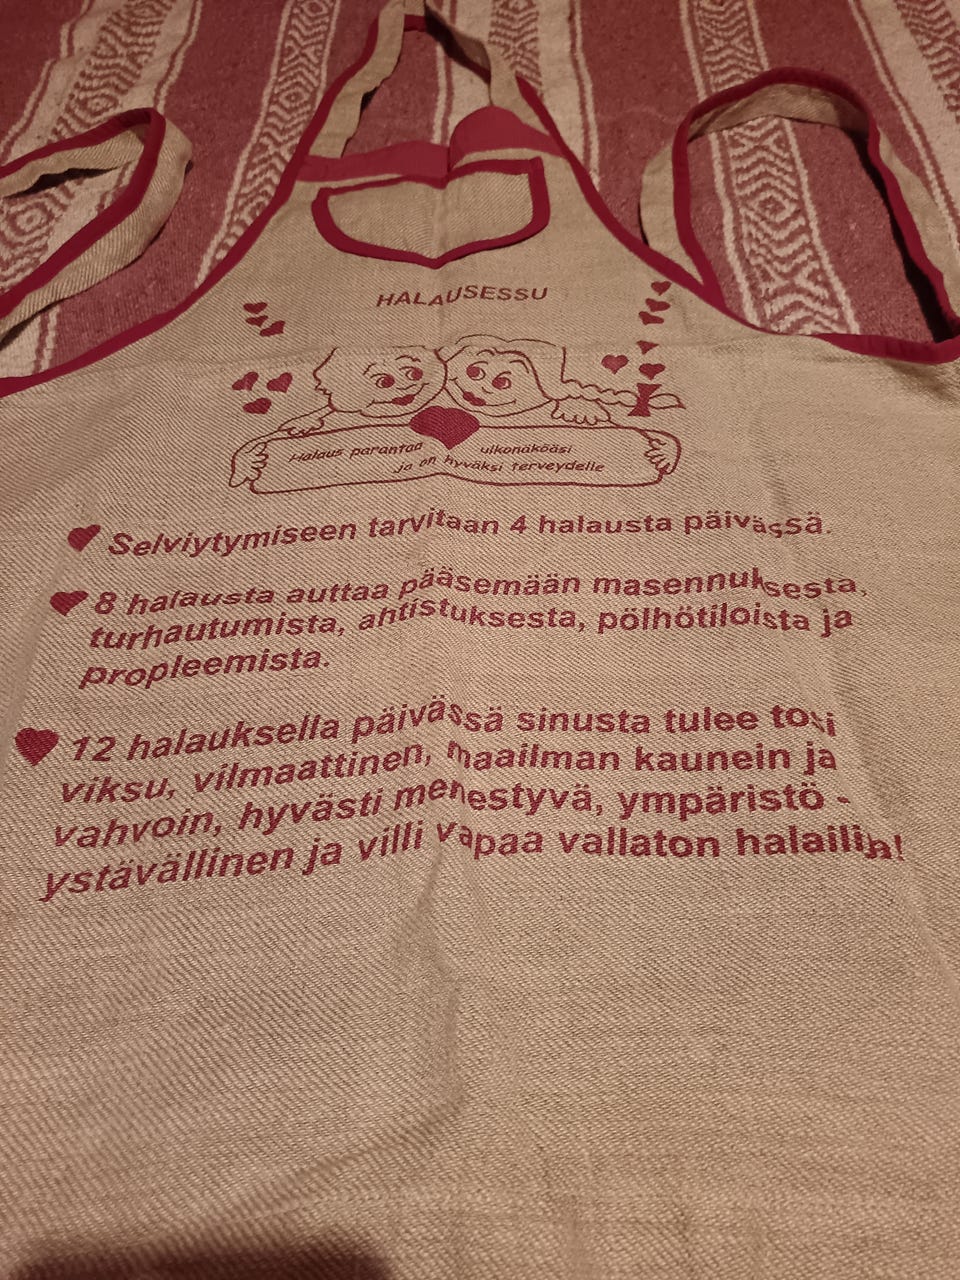 HALAUSESSU
Halaus parantaa ulkonäköäsi
ja on hyväksi terveydelle
Selviytymiseen tarvitaan 4 halausta päivässä.
8 halausta auttaa pääsemään masennuksesta,
turhautumista, ahtistuksesta, pölhötiloista ja
propleemista.
12 halauksella päivässä sinusta tulee tosi
viksu, vilmaattinen, maailman kaunein ja
vahvoin, hyvästi menestyvä, ympäristö -
ystävällinen ja villi vapaa vallaton halailija!